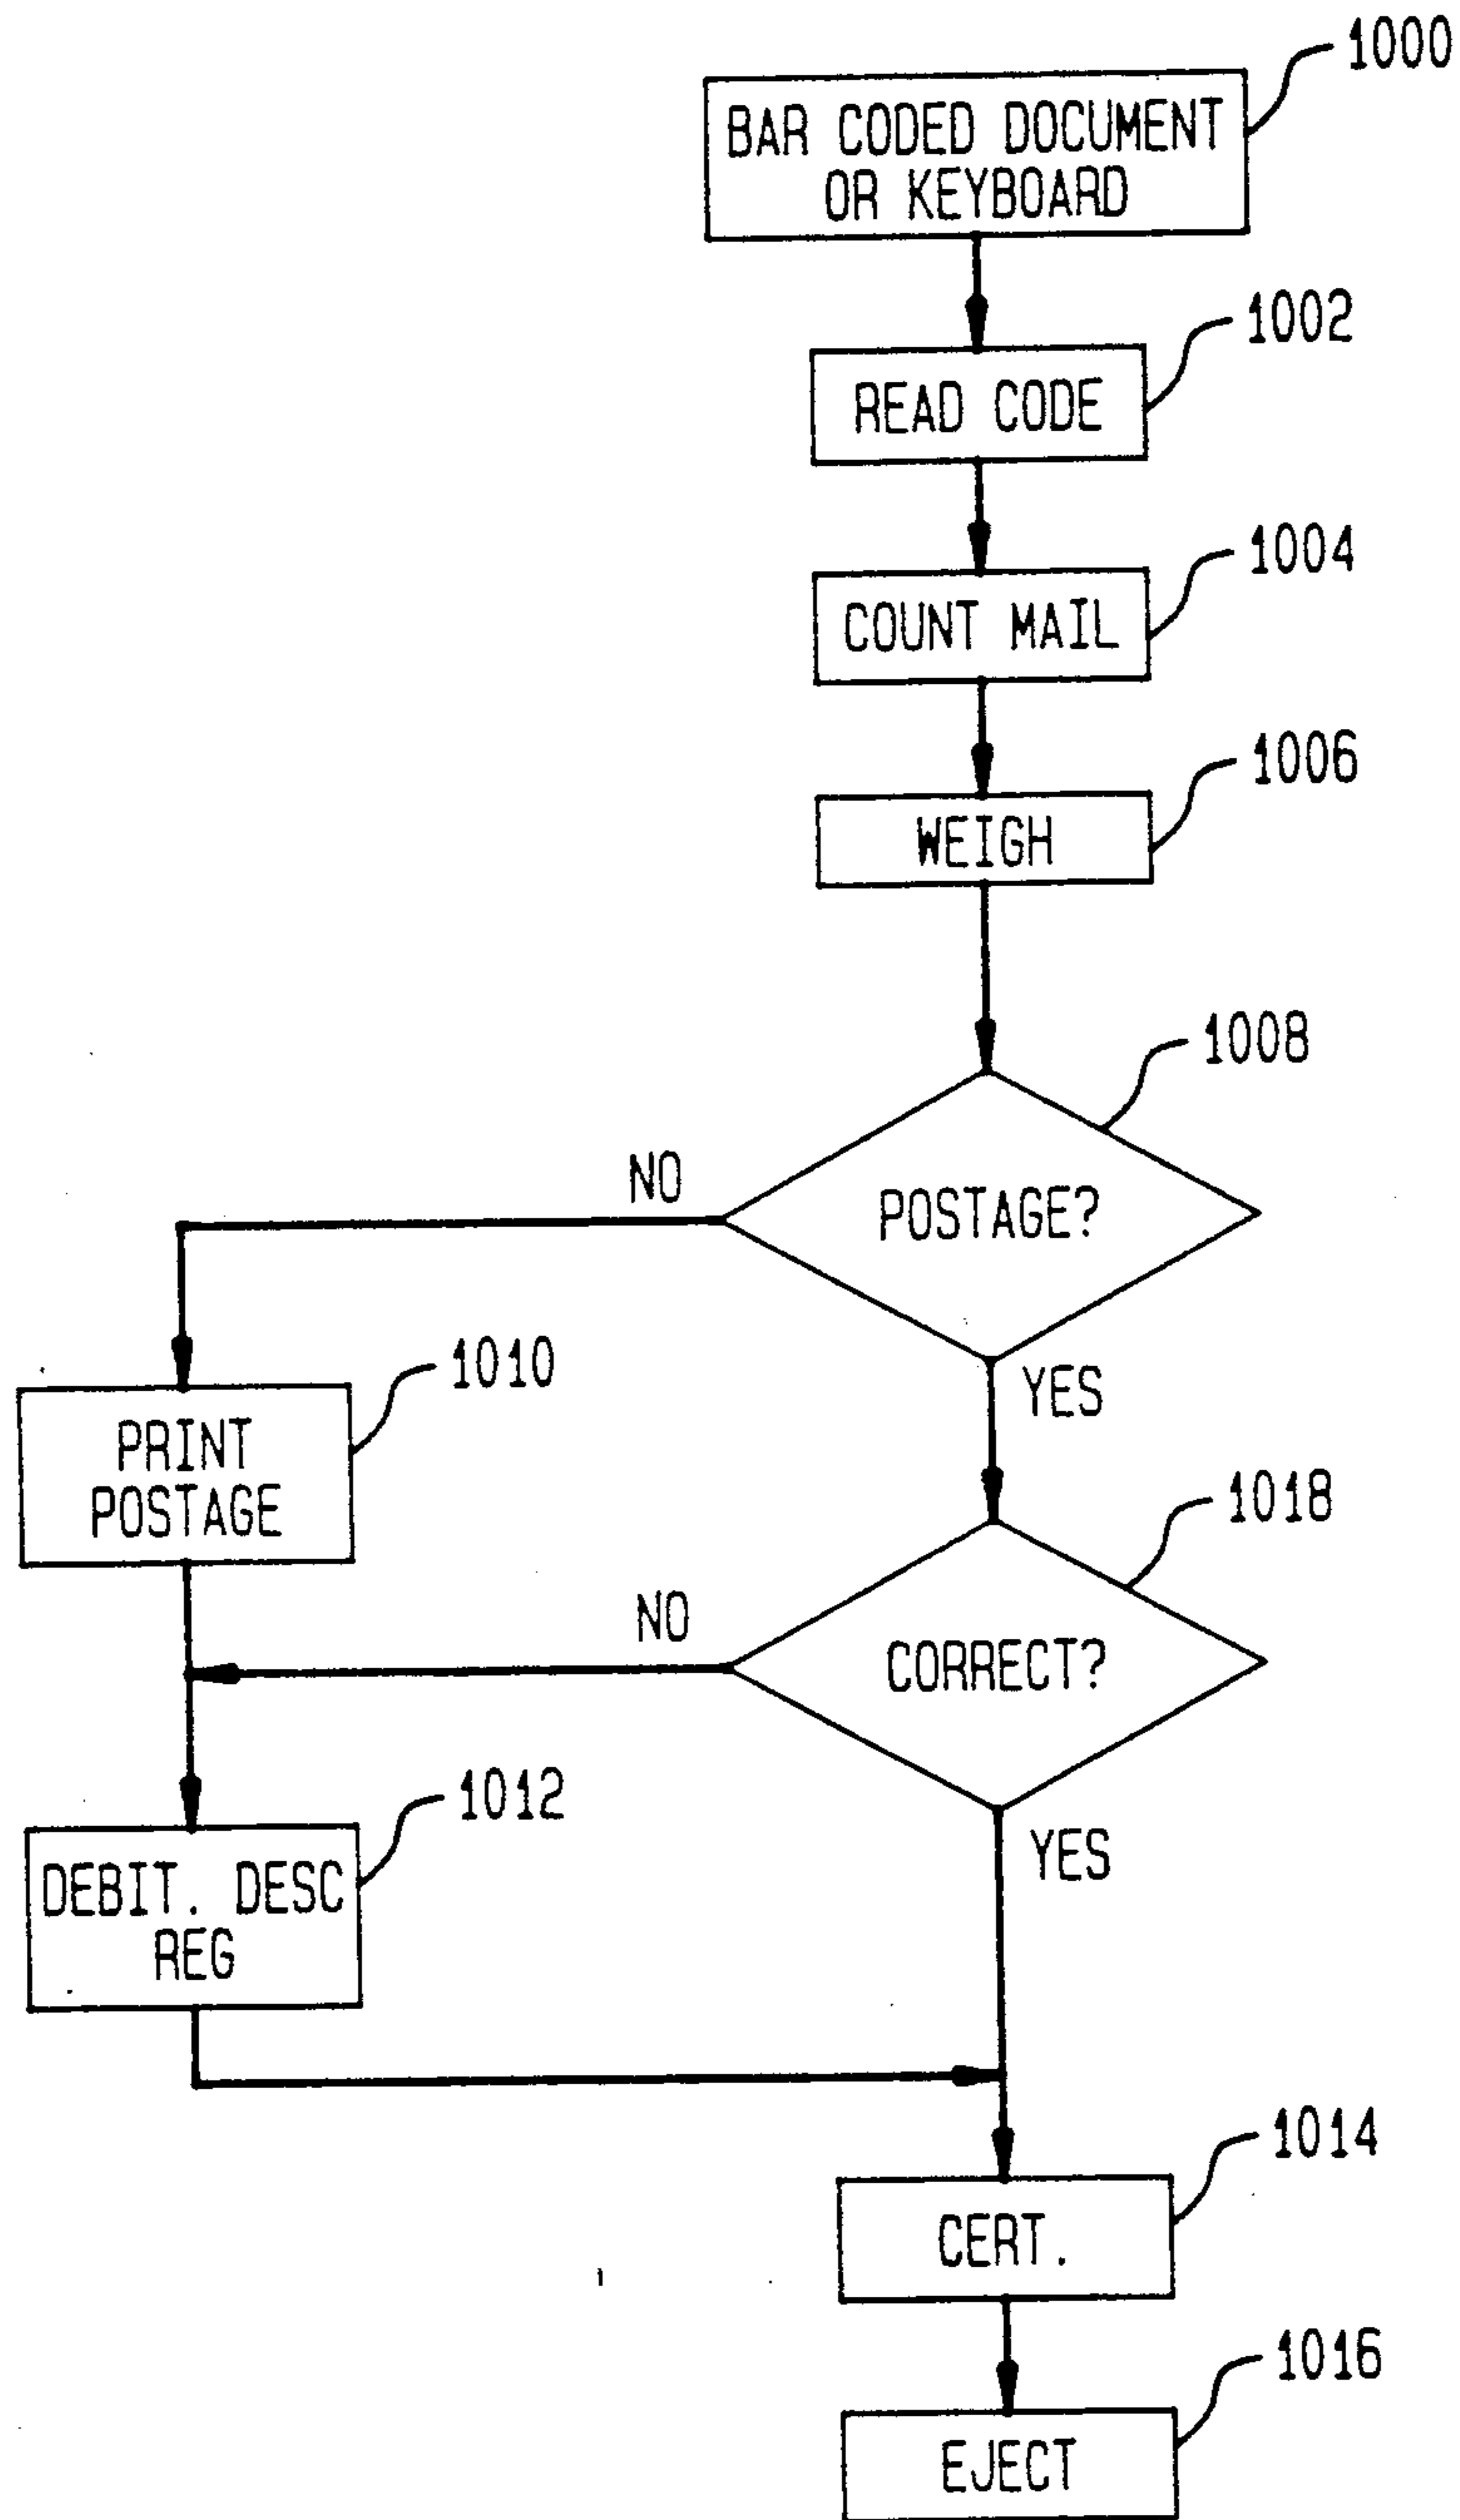 1000
BAR CODED DOCUMENT
OR KEYBOARD
1002
READ CODE
1004
COUNT MAIL
1006
WEIGH
1008
POSTAGE?
NO
YES
1010
PRINT
POSTAGE
1018
CORRECT?
NO
YES
1012
DEBIT. DESC
REG
1014
CERT.
1016
EJECT